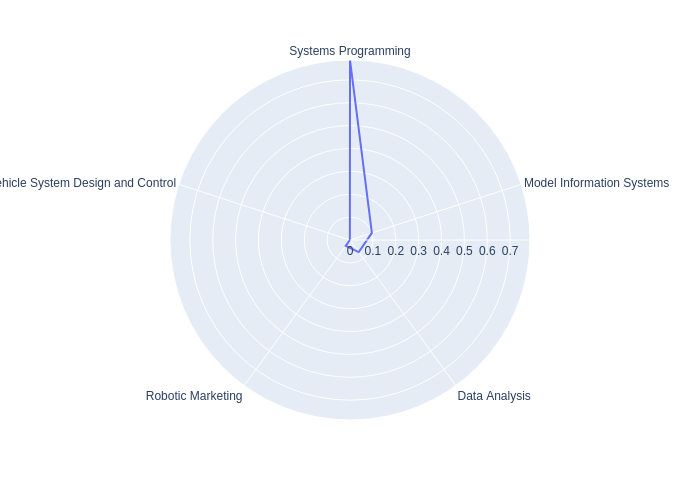 Systems Programming
ehicle System Design and Control
Model Information Systems
0 0.1 0.2 0.3 0.4 0.5 0.6 0.7
Robotic Marketing
Data Analysis